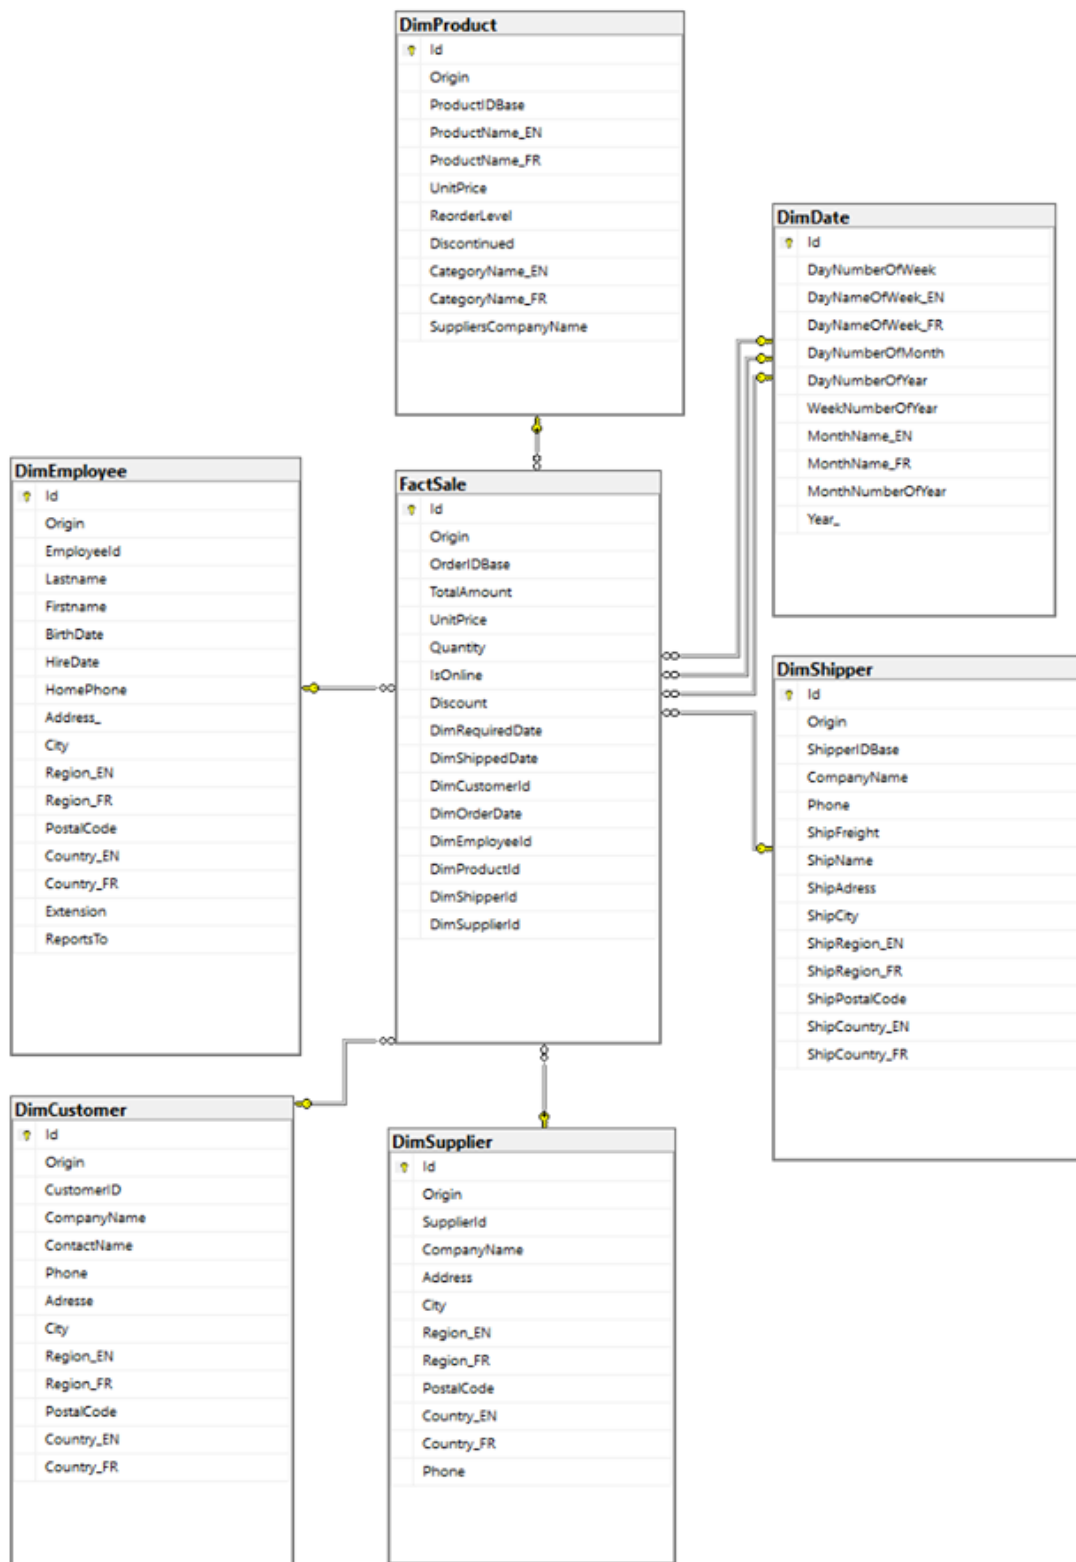 DimProduct
Id
Origin
ProductIDBase
ProductName_EN
ProductName_FR
UnitPrice
ReorderLevel
Discontinued
CategoryName_EN
CategoryName_FR
SuppliersCompanyName
DimDate
Id
DayNumberOfWeek
DayNameOfWeek_EN
DayNameOfWeek_FR
DayNumberOfMonth
DayNumberOfYear
WeekNumberOfYear
MonthName_EN
MonthName_FR
MonthNumberOfYear
Year_
DimEmployee
Id
Origin
EmployeeId
Lastname
Firstname
BirthDate
HireDate
HomePhone
Address_
City
Region_EN
Region_FR
PostalCode
Country_EN
Country_FR
Extension
ReportsTo
FactSale
Id
Origin
OrderIDBase
TotalAmount
UnitPrice
Quantity
IsOnline
Discount
DimRequiredDate
DimShippedDate
DimCustomerId
DimOrderDate
DimEmployeeId
DimProductId
DimShipperId
DimSupplierId
DimShipper
Id
Origin
ShipperIDBase
CompanyName
Phone
ShipFreight
ShipName
ShipAdress
ShipCity
ShipRegion_EN
ShipRegion_FR
ShipPostalCode
ShipCountry_EN
ShipCountry_FR
DimCustomer
Id
Origin
CustomerID
CompanyName
ContactName
Phone
Adresse
City
Region_EN
Region_FR
PostalCode
Country_EN
Country_FR
DimSupplier
Id
Origin
SupplierId
CompanyName
Address
City
Region_EN
Region_FR
PostalCode
Country_EN
Country_FR
Phone